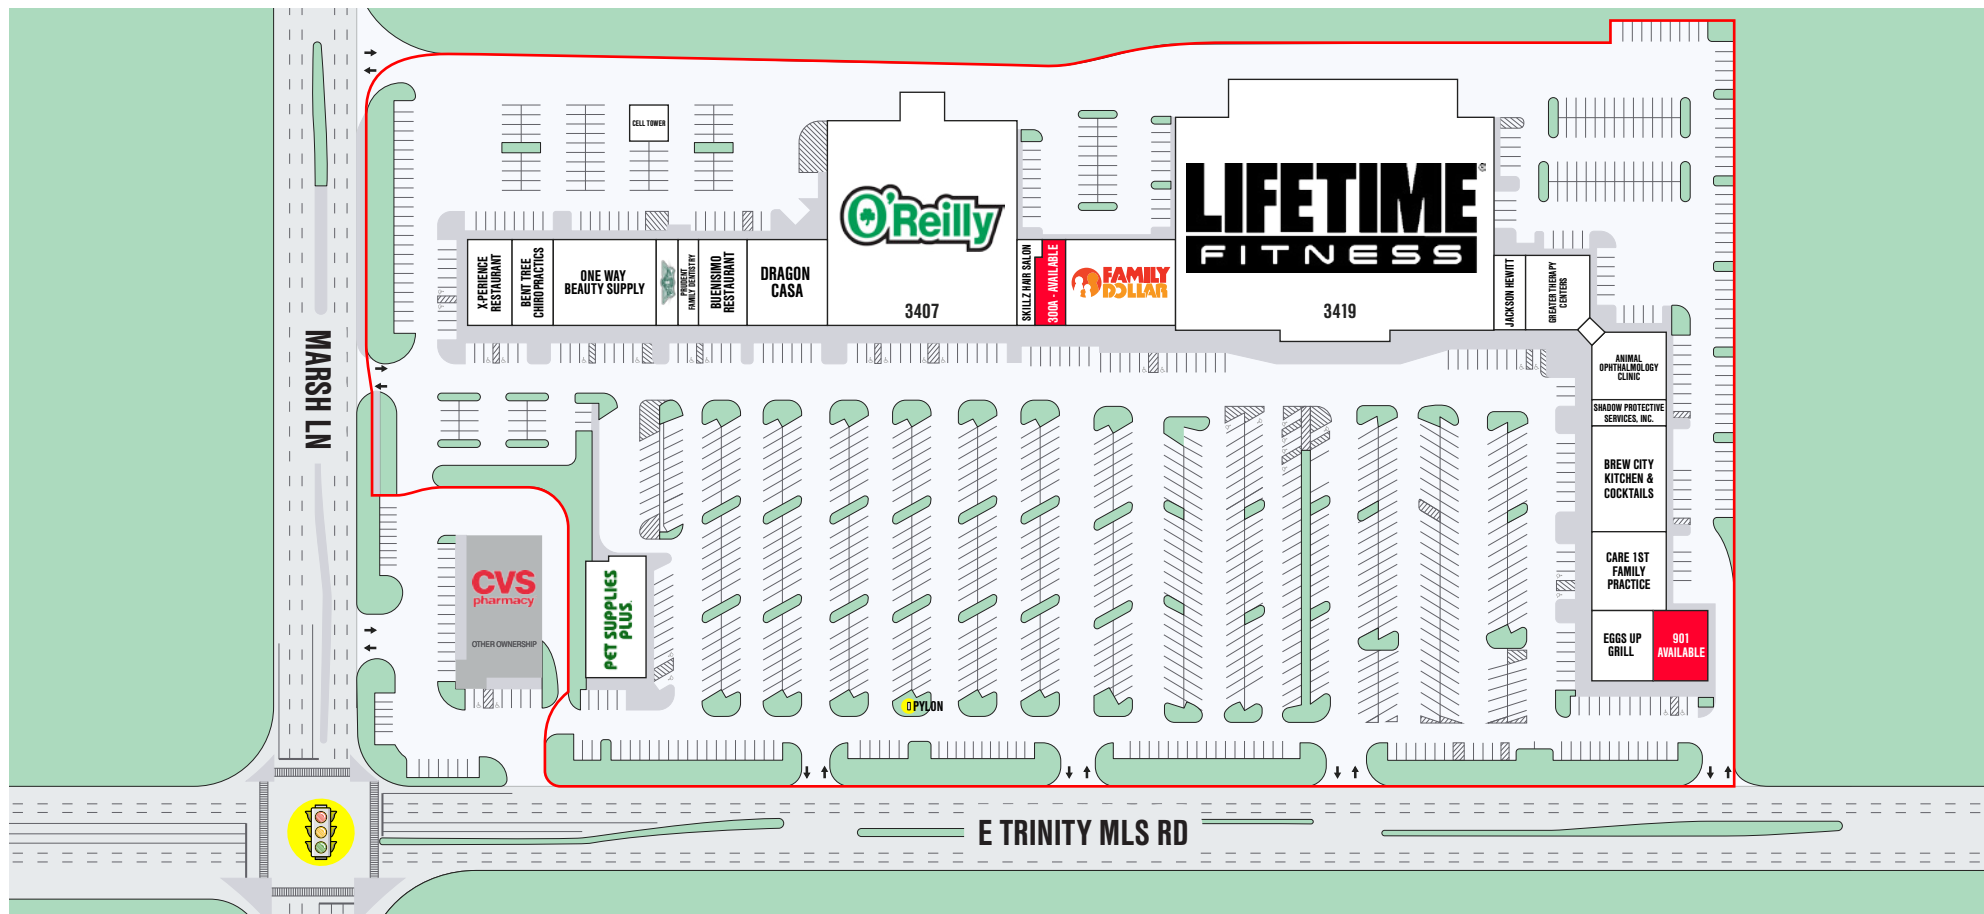 CELL TOWER
O'Reilly
3407
LIFETIME
FITNESS
3419
X-PERIENCE
RESTAURANT
BENT TREE
CHIROPRACTICS
ONE WAY
BEAUTY SUPPLY
PRUDENT
FAMILY DENTISTRY
BUENISIMO
RESTAURANT
DRAGON
CASA
SKILLZ HAIR SALON
300A - AVAILABLE
FAMILY
DOLLAR
JACKSON HEWITT
GREATER THERAPY
CENTERS
ANIMAL
OPHTHALMOLOGY
CLINIC
SHADOW PROTECTIVE
SERVICES, INC.
BREW CITY
KITCHEN &
COCKTAILS
CARE 1ST
FAMILY
PRACTICE
EGGS UP
GRILL
901
AVAILABLE
MARSH LN
CVS
pharmacy
OTHER OWNERSHIP
PET SUPPLIES
PLUS.
PYLON
E TRINITY MLS RD